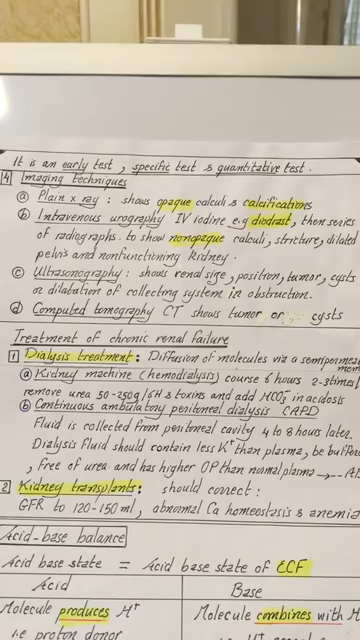 It is an early test, specific test & quantitative test.
4 Imaging techniques
a Plain x ray : shows opaque calculi & calcifications
b Intravenous urography IV iodine e.g diodrast, then series
of radiographs. to show nonopaque calculi, stricture, dilated
pelvis and nonfunctioning kidney.
c Ultrasonography : shows renal size, position, tumor, cysts
or dilatation of collecting system in obstruction.
d Computed tomography CT shows tumor or cysts
Treatment of chronic renal failure
1 Dialysis treatment: Diffusion of molecules via a semipermea
mem
a Kidney machine (hemodialysis) course 6 hours 2-3times
remove urea 50-250g/6H & toxins and add HCO3 in acidosis
b Continuous ambulatory peritoneal dialysis CAPD
Fluid is collected from peritoneal cavity 4 to 8 hours later.
Dialysis Fluid should contain less K+ than plasma, be buffere
, free of urea and has higher OP than normal plasma →
2 Kidney transplants: should correct :
GFR to 120-150 ml, abnormal Ca homeostasis & anemia
Acid-base balance
Acid base state = Acid base state of ECF
Acid Base
Molecule produces H+ Molecule combines with H
i.e proton donor